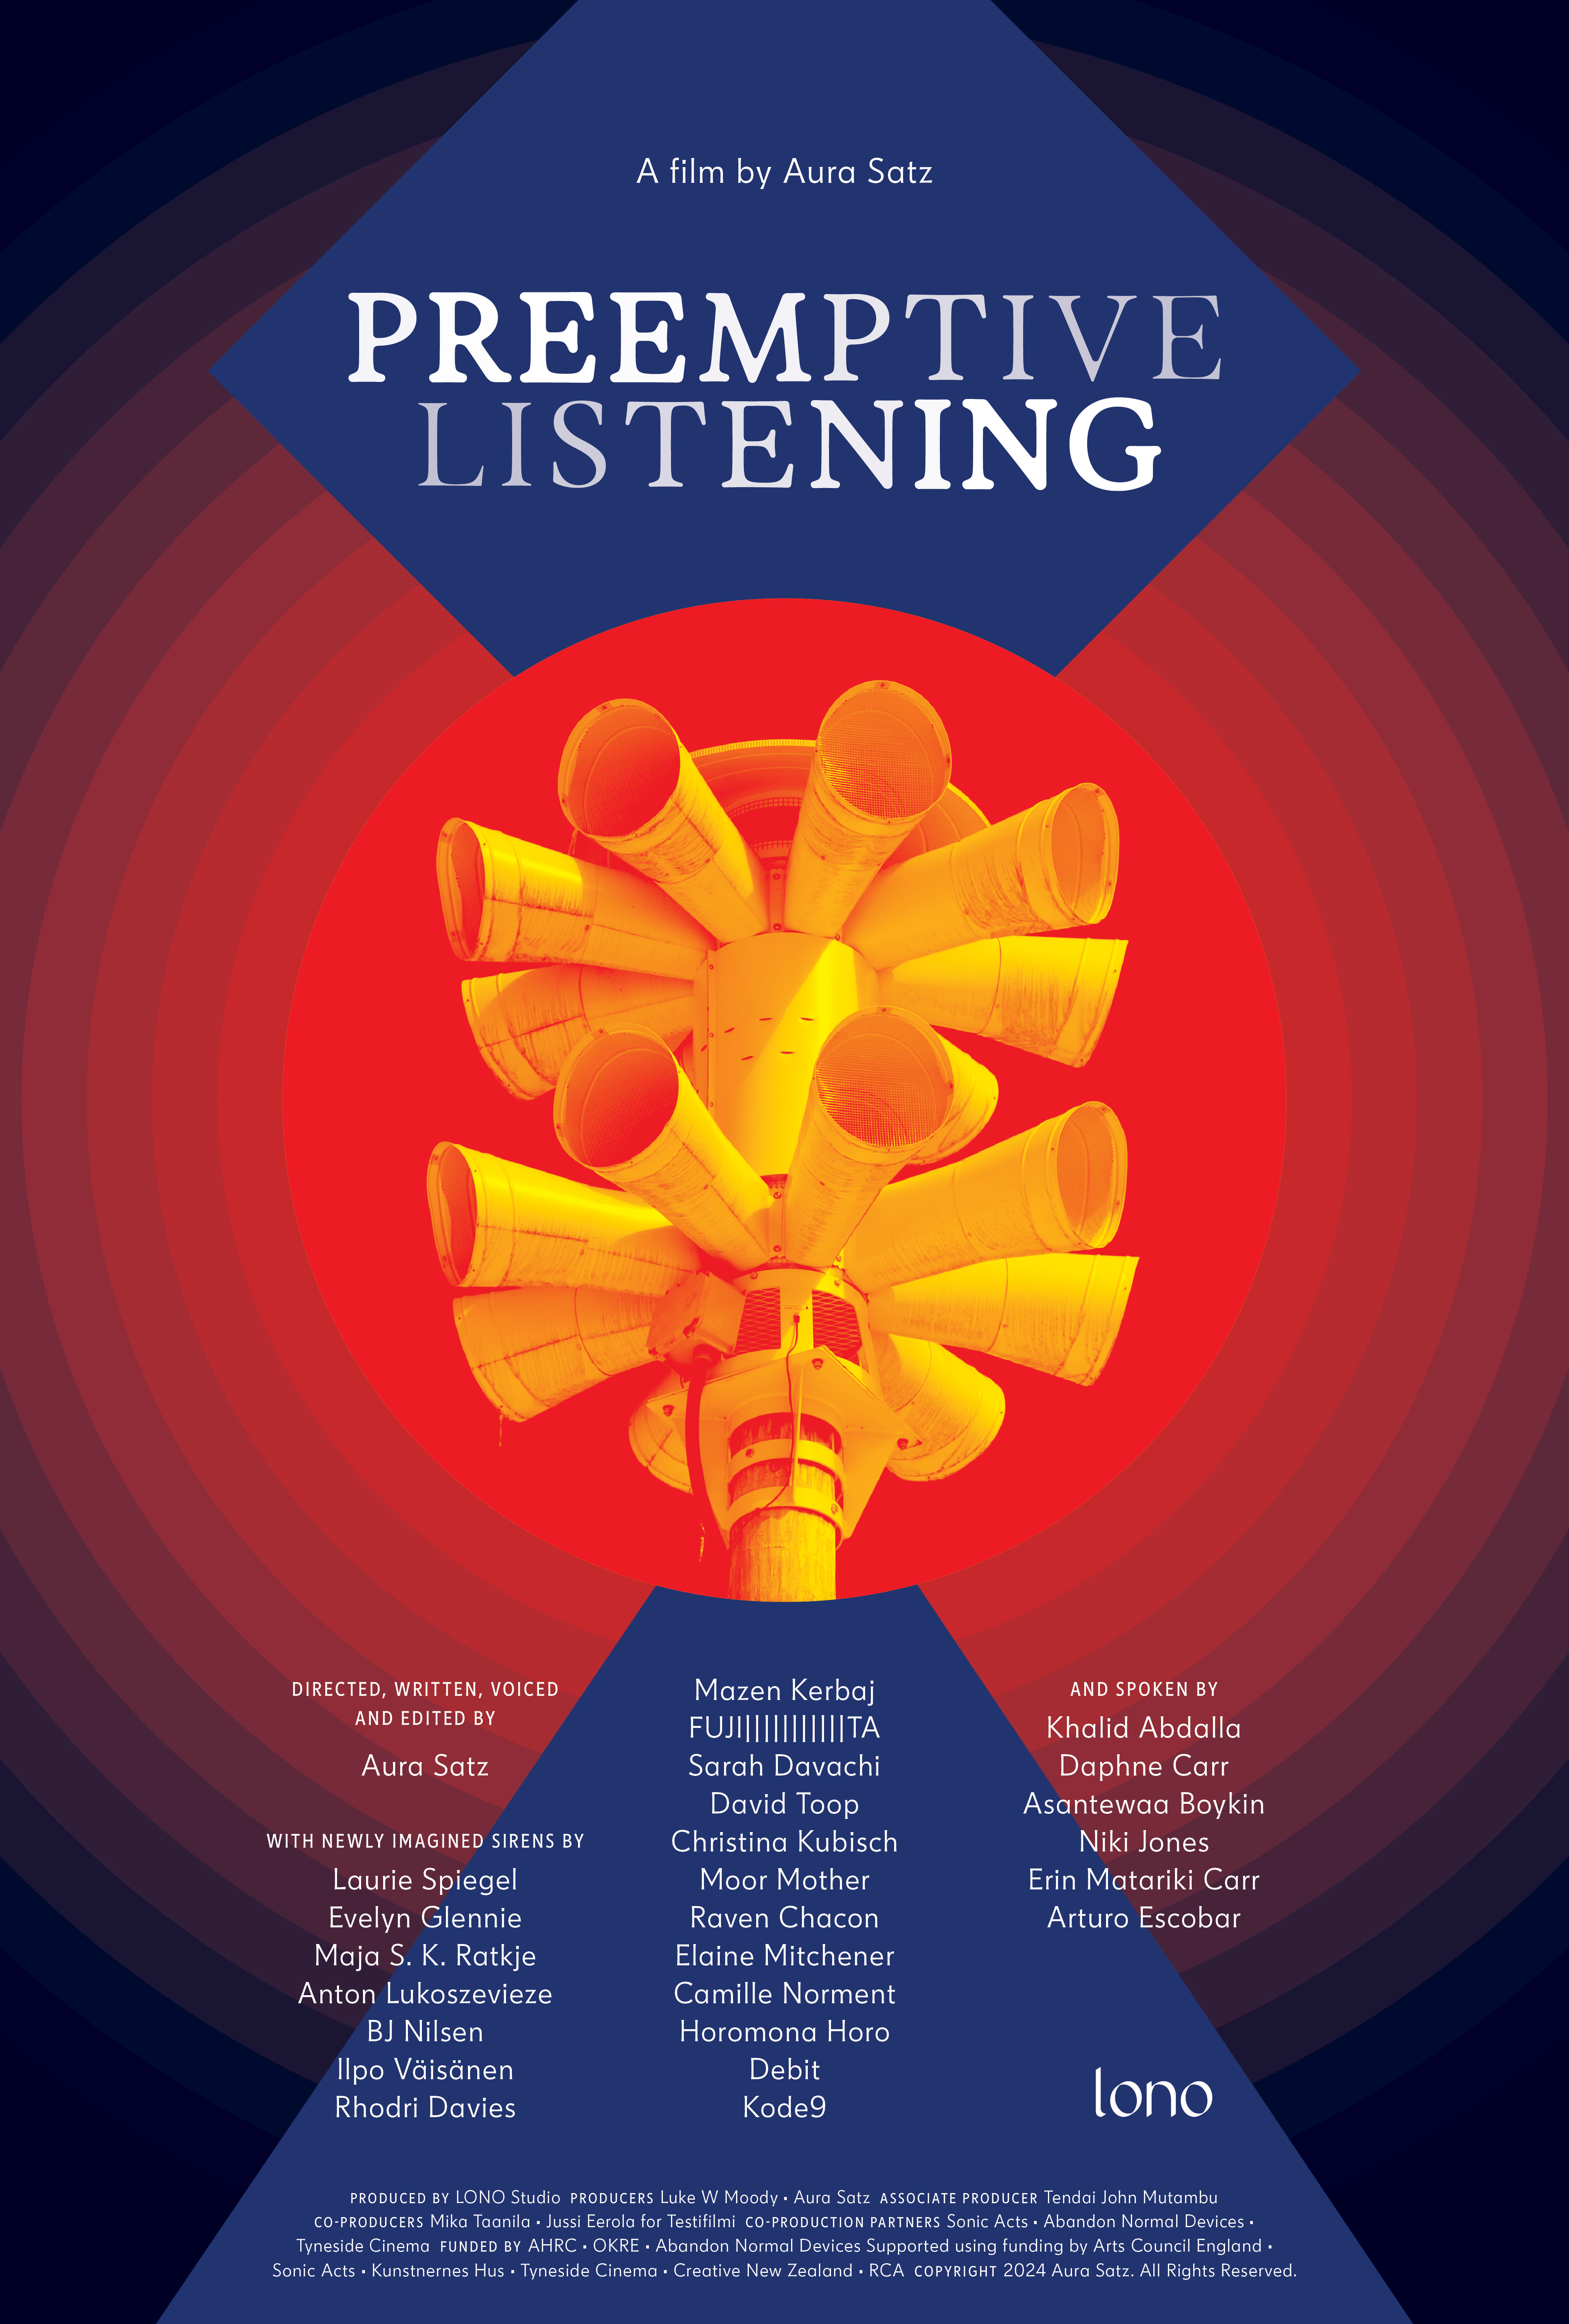 A film by Aura Satz
PREEMPTIVE
LISTENING
DIRECTED, WRITTEN, VOICED
AND EDITED BY
Aura Satz
WITH NEWLY IMAGINED SIRENS BY
Laurie Spiegel
Evelyn Glennie
Maja S. K. Ratkje
Anton Lukoszevieze
BJ Nilsen
Ilpo Väisänen
Rhodri Davies
Mazen Kerbaj
FUJI|||||||||||TA
Sarah Davachi
David Toop
Christina Kubisch
Moor Mother
Raven Chacon
Elaine Mitchener
Camille Norment
Horomona Horo
Debit
Kode9
AND SPOKEN BY
Khalid Abdalla
Daphne Carr
Asantewaa Boykin
Niki Jones
Erin Matariki Carr
Arturo Escobar
lono
PRODUCED BY LONO Studio PRODUCERS Luke W Moody • Aura Satz ASSOCIATE PRODUCER Tendai John Mutambu
CO-PRODUCERS Mika Taanila • Jussi Eerola for Testifilmi CO-PRODUCTION PARTNERS Sonic Acts • Abandon Normal Devices •
Tyneside Cinema FUNDED BY AHRC • OKRE • Abandon Normal Devices Supported using funding by Arts Council England •
Sonic Acts • Kunstnernes Hus • Tyneside Cinema • Creative New Zealand • RCA COPYRIGHT 2024 Aura Satz. All Rights Reserved.